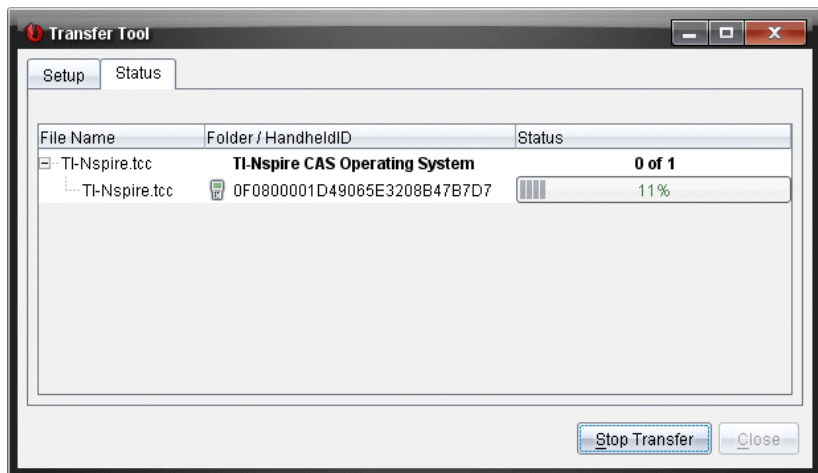 Transfer Tool
Setup Status
File Name Folder / HandheldID Status
TI-Nspire.tcc TI-Nspire CAS Operating System 0 of 1
TI-Nspire.tcc 0F0800001D49065E3208B47B7D7 11%
Stop Transfer Close